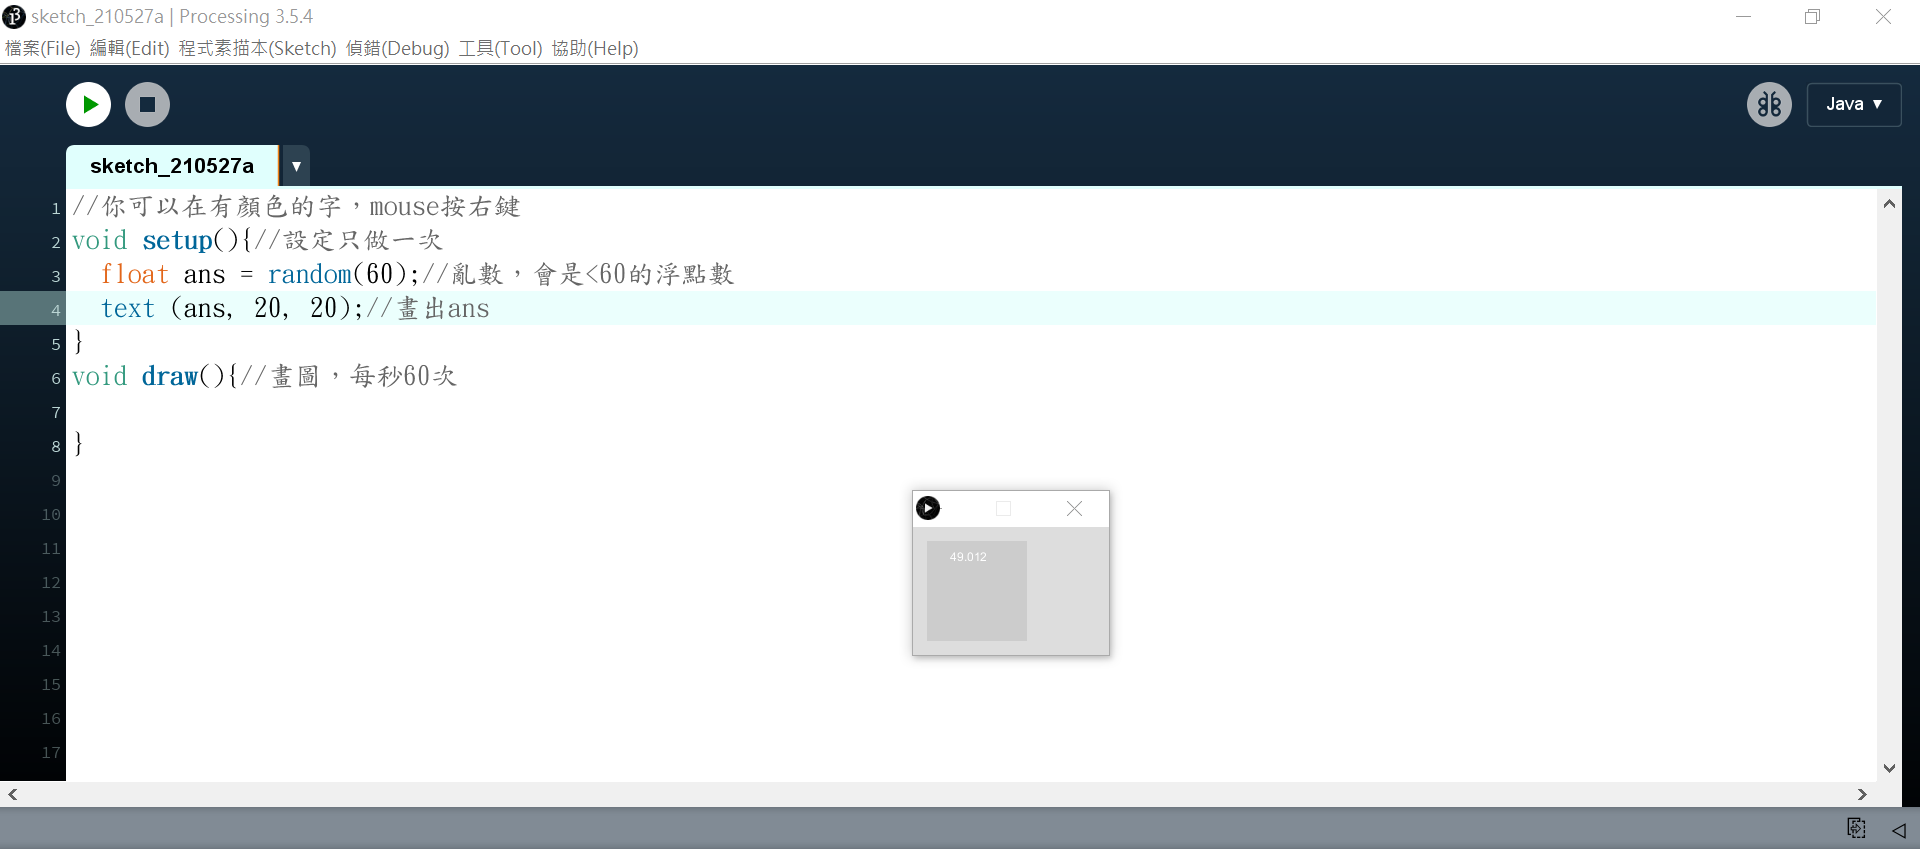 sketch_210527a | Processing 3.5.4
檔案(File) 編輯(Edit) 程式素描本(Sketch) 偵錯(Debug) 工具(Tool) 協助(Help)
Java ▼
sketch_210527a ▼
1 //你可以在有顏色的字，mouse按右鍵
2 void setup(){//設定只做一次
3 float ans = random(60);//亂數，會是<60的浮點數
4 text (ans, 20, 20);//畫出ans
5 }
6 void draw(){//畫圖，每秒60次
7
8 }
9
10
11
12
13
14
15
16
17
49.012